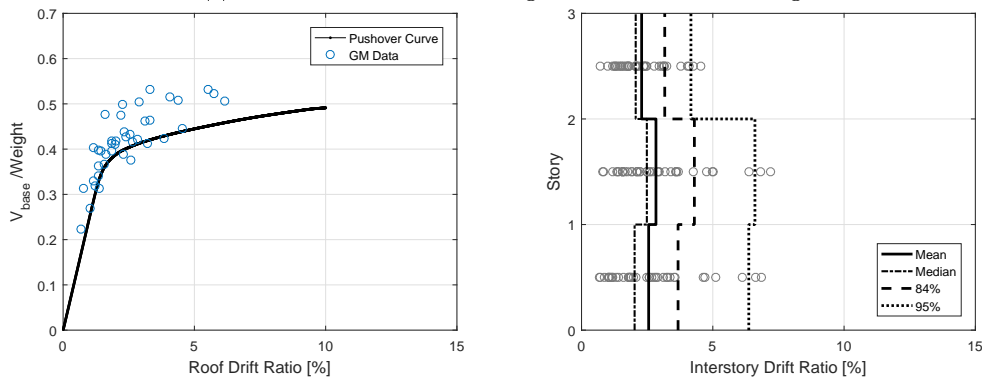 0.7
0.6
0.5
0.4
0.3
0.2
0.1
0
V_base /Weight
Pushover Curve
GM Data
0 5 10 15
Roof Drift Ratio [%]
3
2
1
0
Story
Mean
Median
84%
95%
0 5 10 15
Interstory Drift Ratio [%]